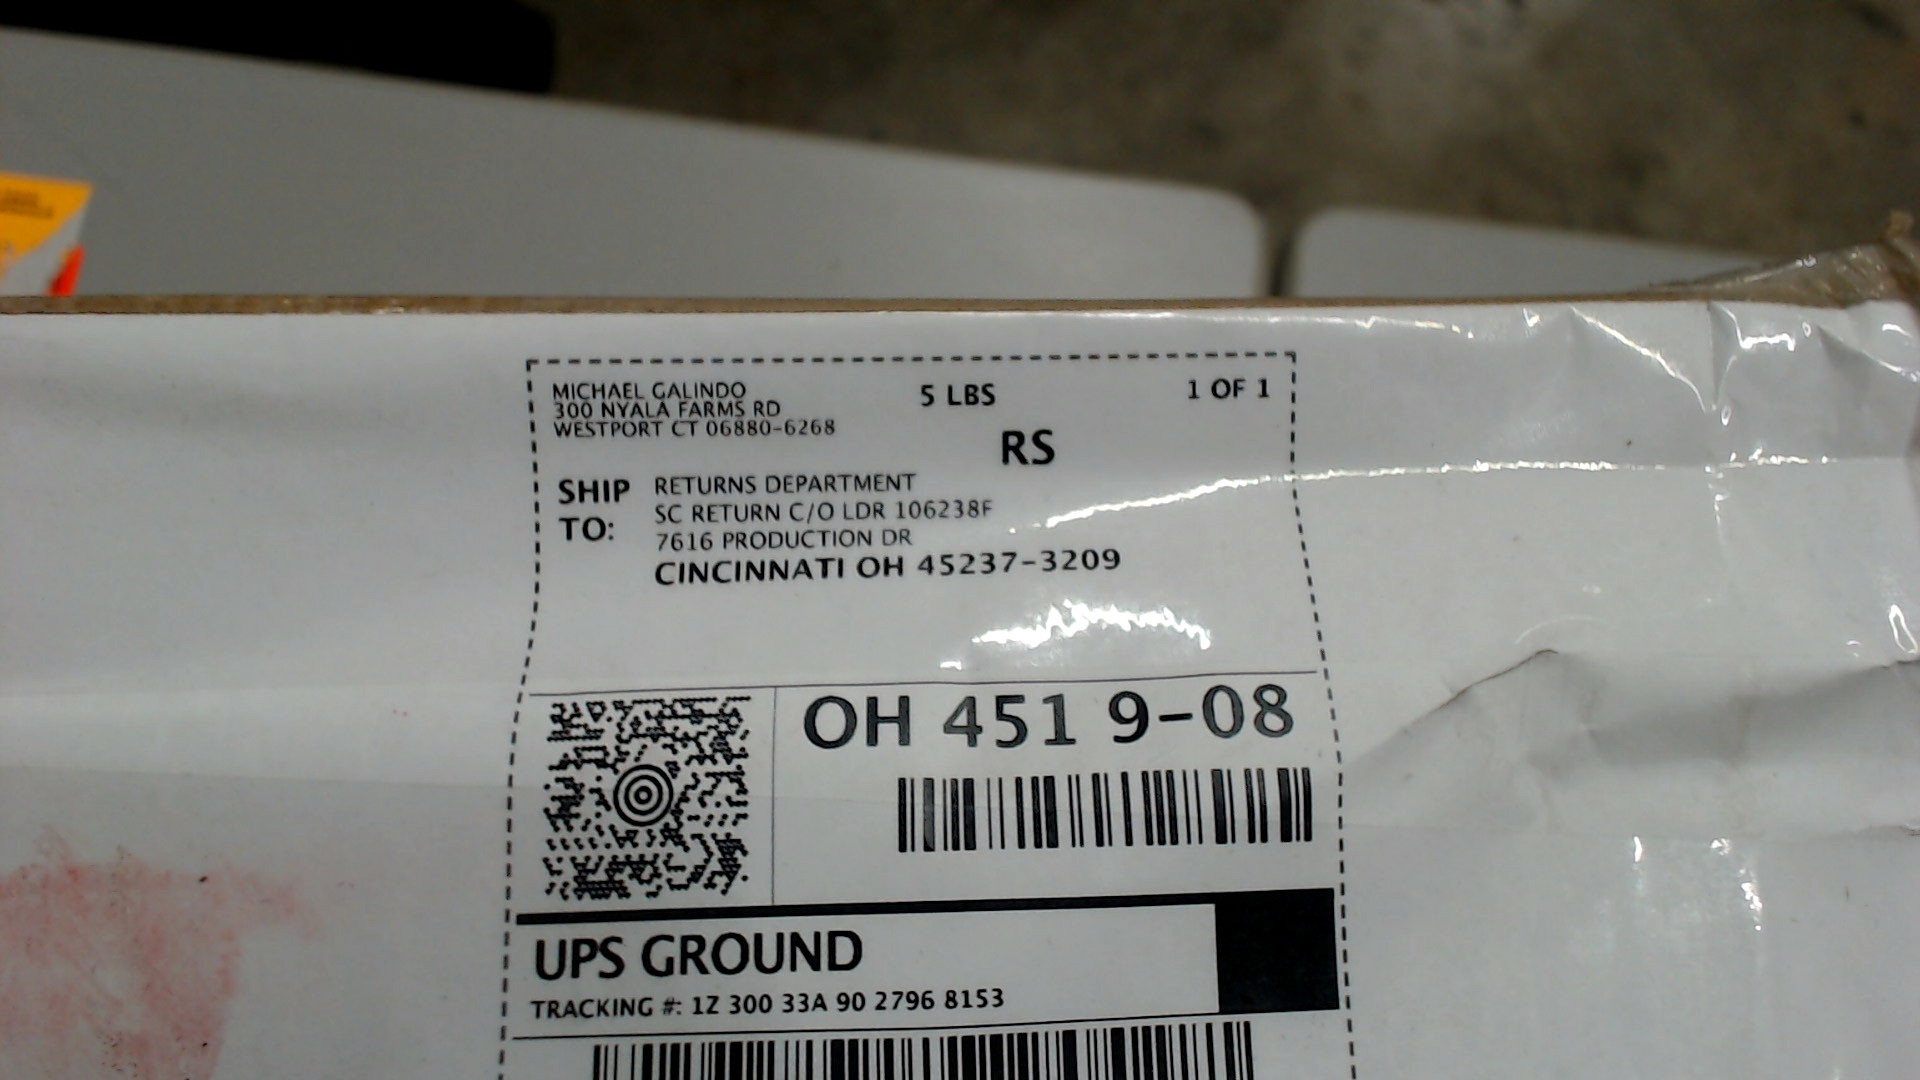 MICHAEL GALINDO
300 NYALA FARMS RD
WESTPORT CT 06880-6268
5 LBS
1 OF 1
RS
SHIP TO:
RETURNS DEPARTMENT
SC RETURN C/O LDR 106238F
7616 PRODUCTION DR
CINCINNATI OH 45237-3209
OH 451 9-08
UPS GROUND
TRACKING #: 1Z 300 33A 90 2796 8153